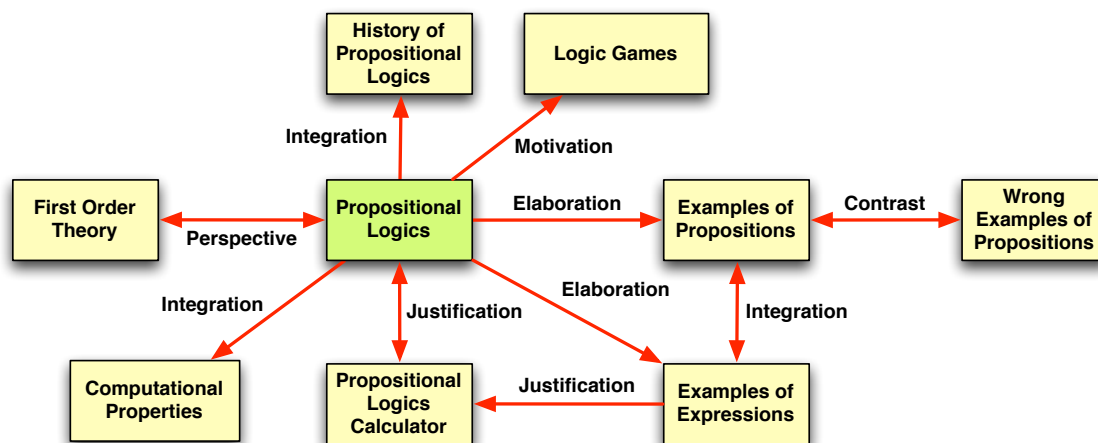 History of
Propositional
Logics
Logic Games
Integration
Motivation
First Order
Theory
Perspective
Propositional
Logics
Elaboration
Examples of
Propositions
Contrast
Wrong
Examples of
Propositions
Integration
Justification
Elaboration
Integration
Computational
Properties
Propositional
Logics
Calculator
Justification
Examples of
Expressions